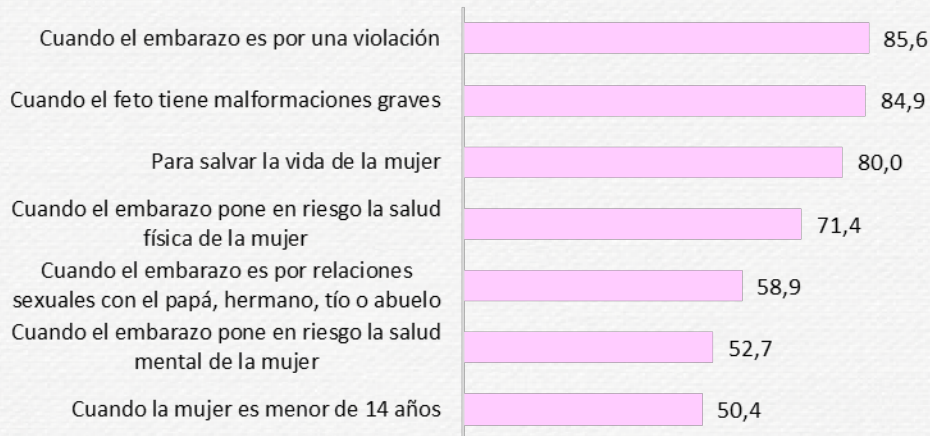 Cuando el embarazo es por una violación 85,6
Cuando el feto tiene malformaciones graves 84,9
Para salvar la vida de la mujer 80,0
Cuando el embarazo pone en riesgo la salud
física de la mujer 71,4
Cuando el embarazo es por relaciones
sexuales con el papá, hermano, tío o abuelo 58,9
Cuando el embarazo pone en riesgo la salud
mental de la mujer 52,7
Cuando la mujer es menor de 14 años 50,4